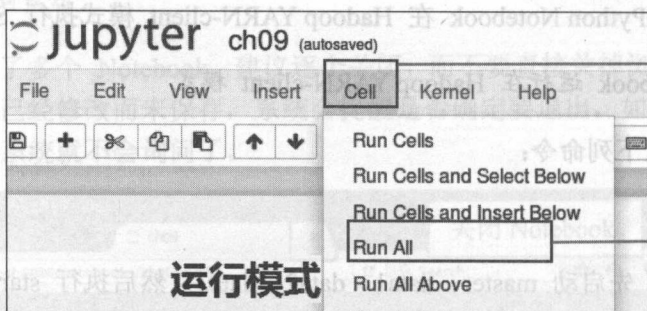 jupyter ch09 (autosaved)
File Edit View Insert Cell Kernel Help
Run Cells
Run Cells and Select Below
Run Cells and Insert Below
Run All
运行模式
Run All Above